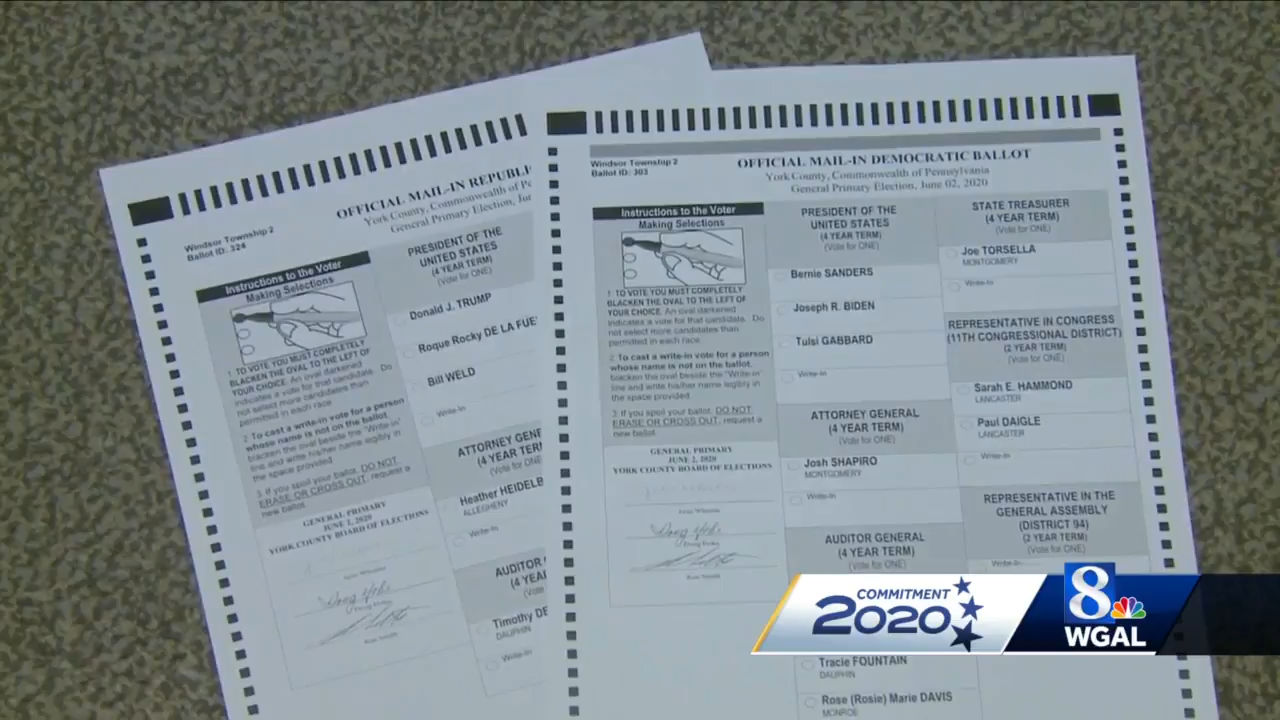 OFFICIAL MAIL-IN REPUBLI
York County, Commonwealth of Pe
General Primary Election, Jun
Windsor Township 2
Ballot ID: 324
Instructions to the Voter
Making Selections
1. TO VOTE YOU MUST COMPLETELY
BLACKEN THE OVAL TO THE LEFT OF
YOUR CHOICE. An oval darkened
indicates a vote for that candidate. Do
not select more candidates than
permitted in each race.
2. To cast a write-in vote for a person
whose name is not on the ballot,
blacken the oval beside the "Write-in"
line and write his/her name legibly in
the space provided.
3. If you spoil your ballot, DO NOT
ERASE OR CROSS OUT, request a
new ballot.
GENERAL PRIMARY
JUNE 2, 2020
YORK COUNTY BOARD OF ELECTIONS
Doug
PRESIDENT OF THE
UNITED STATES
(4 YEAR TERM)
(Vote for ONE)
Donald J. TRUMP
Roque Rocky DE LA FUE
Bill WELD
Write-In
ATTORNEY GENE
(4 YEAR TERM
(Vote for ONE)
Heather HEIDELB
ALLEGHENY
Write-In
AUDITOR
(4 YEAR
(Vote
Timothy DE
DAUPHIN
Write-In
Windsor Township 2
Ballot ID: 303
OFFICIAL MAIL-IN DEMOCRATIC BALLOT
York County, Commonwealth of Pennsylvania
General Primary Election, June 02, 2020
Instructions to the Voter
Making Selections
1. TO VOTE YOU MUST COMPLETELY
BLACKEN THE OVAL TO THE LEFT OF
YOUR CHOICE. An oval darkened
indicates a vote for that candidate. Do
not select more candidates than
permitted in each race.
2. To cast a write-in vote for a person
whose name is not on the ballot,
blacken the oval beside the "Write-in"
line and write his/her name legibly in
the space provided.
3. If you spoil your ballot, DO NOT
ERASE OR CROSS OUT, request a
new ballot.
GENERAL PRIMARY
JUNE 2, 2020
YORK COUNTY BOARD OF ELECTIONS
Doug
PRESIDENT OF THE
UNITED STATES
(4 YEAR TERM)
(Vote for ONE)
Bernie SANDERS
Joseph R. BIDEN
Tulsi GABBARD
Write-In
ATTORNEY GENERAL
(4 YEAR TERM)
(Vote for ONE)
Josh SHAPIRO
MONTGOMERY
Write-In
AUDITOR GENERAL
(4 YEAR TERM)
(Vote for ONE)
Tracie FOUNTAIN
DAUPHIN
Rose (Rosie) Marie DAVIS
MONROE
STATE TREASURER
(4 YEAR TERM)
(Vote for ONE)
Joe TORSELLA
MONTGOMERY
Write-In
REPRESENTATIVE IN CONGRESS
(11TH CONGRESSIONAL DISTRICT)
(2 YEAR TERM)
(Vote for ONE)
Sarah E. HAMMOND
LANCASTER
Paul DAIGLE
LANCASTER
Write-In
REPRESENTATIVE IN THE
GENERAL ASSEMBLY
(DISTRICT 94)
(2 YEAR TERM)
(Vote for ONE)
Write-In
COMMITMENT
2020
8
WGAL